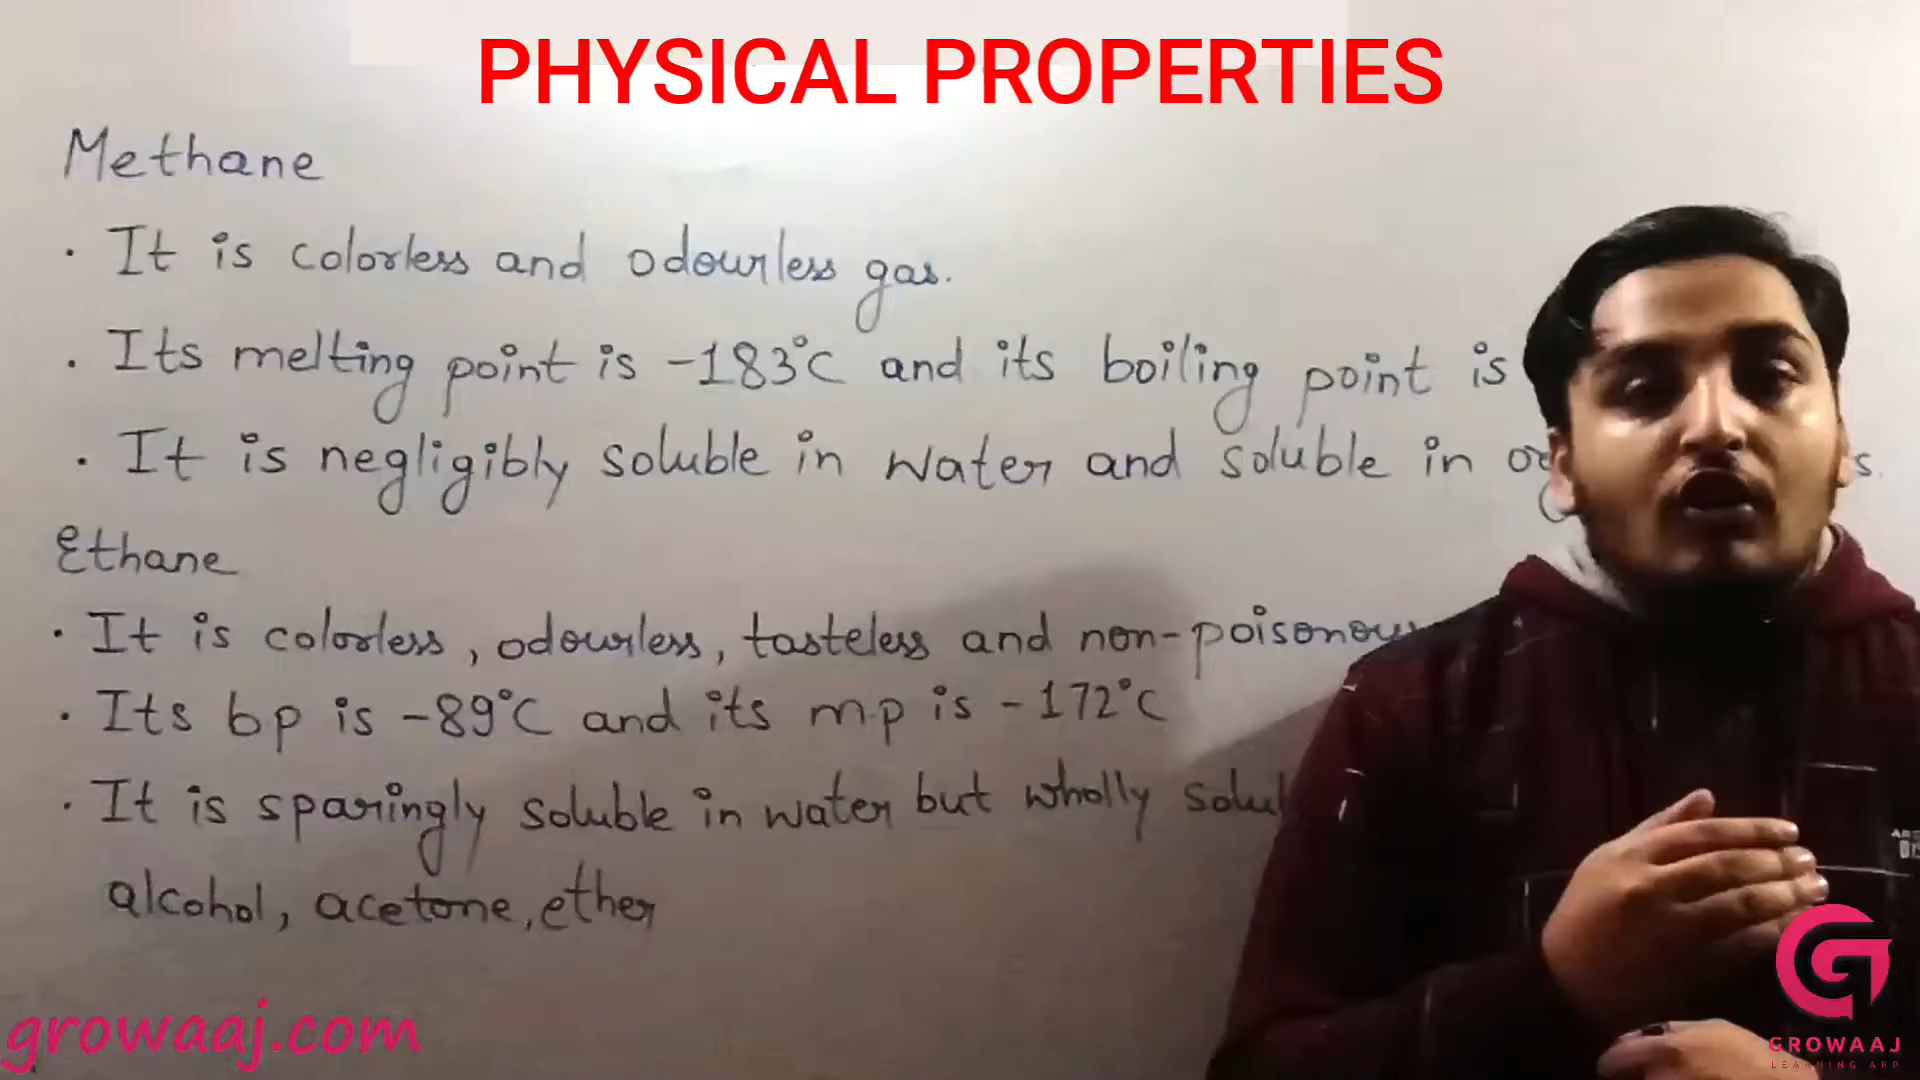 PHYSICAL PROPERTIES
Methane
· It is colorless and odourless gas.
· Its melting point is -183°C and its boiling point is
· It is negligibly soluble in water and soluble in
Ethane
· It is colorless, odourless, tasteless and non-poisonous
· Its bp is -89°C and its m.p is -172°C
· It is sparingly soluble in water but wholly
alcohol, acetone, ether
growaaj.com
GROWAAJ
LEARNING APP